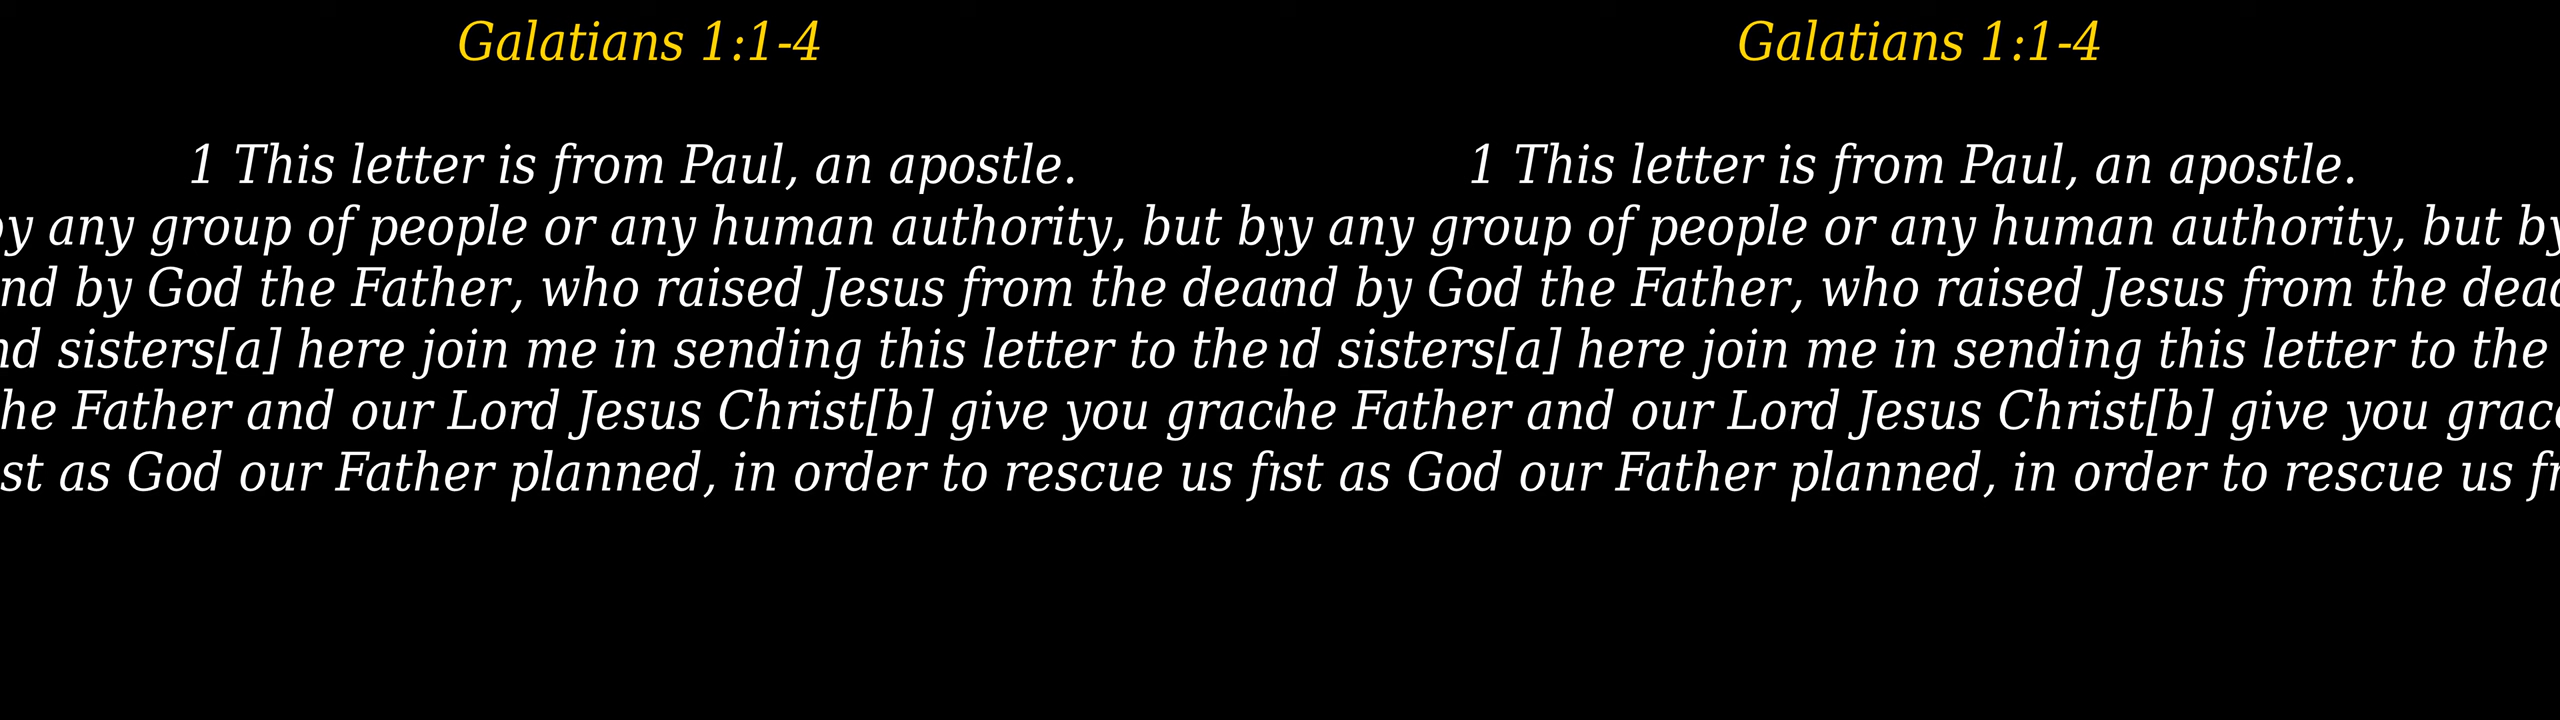 Galatians 1:1-4
1 This letter is from Paul, an apostle.
by any group of people or any human authority, but by
by God the Father, who raised Jesus from the
sisters[a] here join me in sending this letter to the
Father and our Lord Jesus Christ[b] give you
as God our Father planned, in order to rescue us
Galatians 1:1-4
1 This letter is from Paul, an apostle.
any group of people or any human authority, but by
by God the Father, who raised Jesus from the
sisters[a] here join me in sending this letter to the
Father and our Lord Jesus Christ[b] give you
as God our Father planned, in order to rescue us